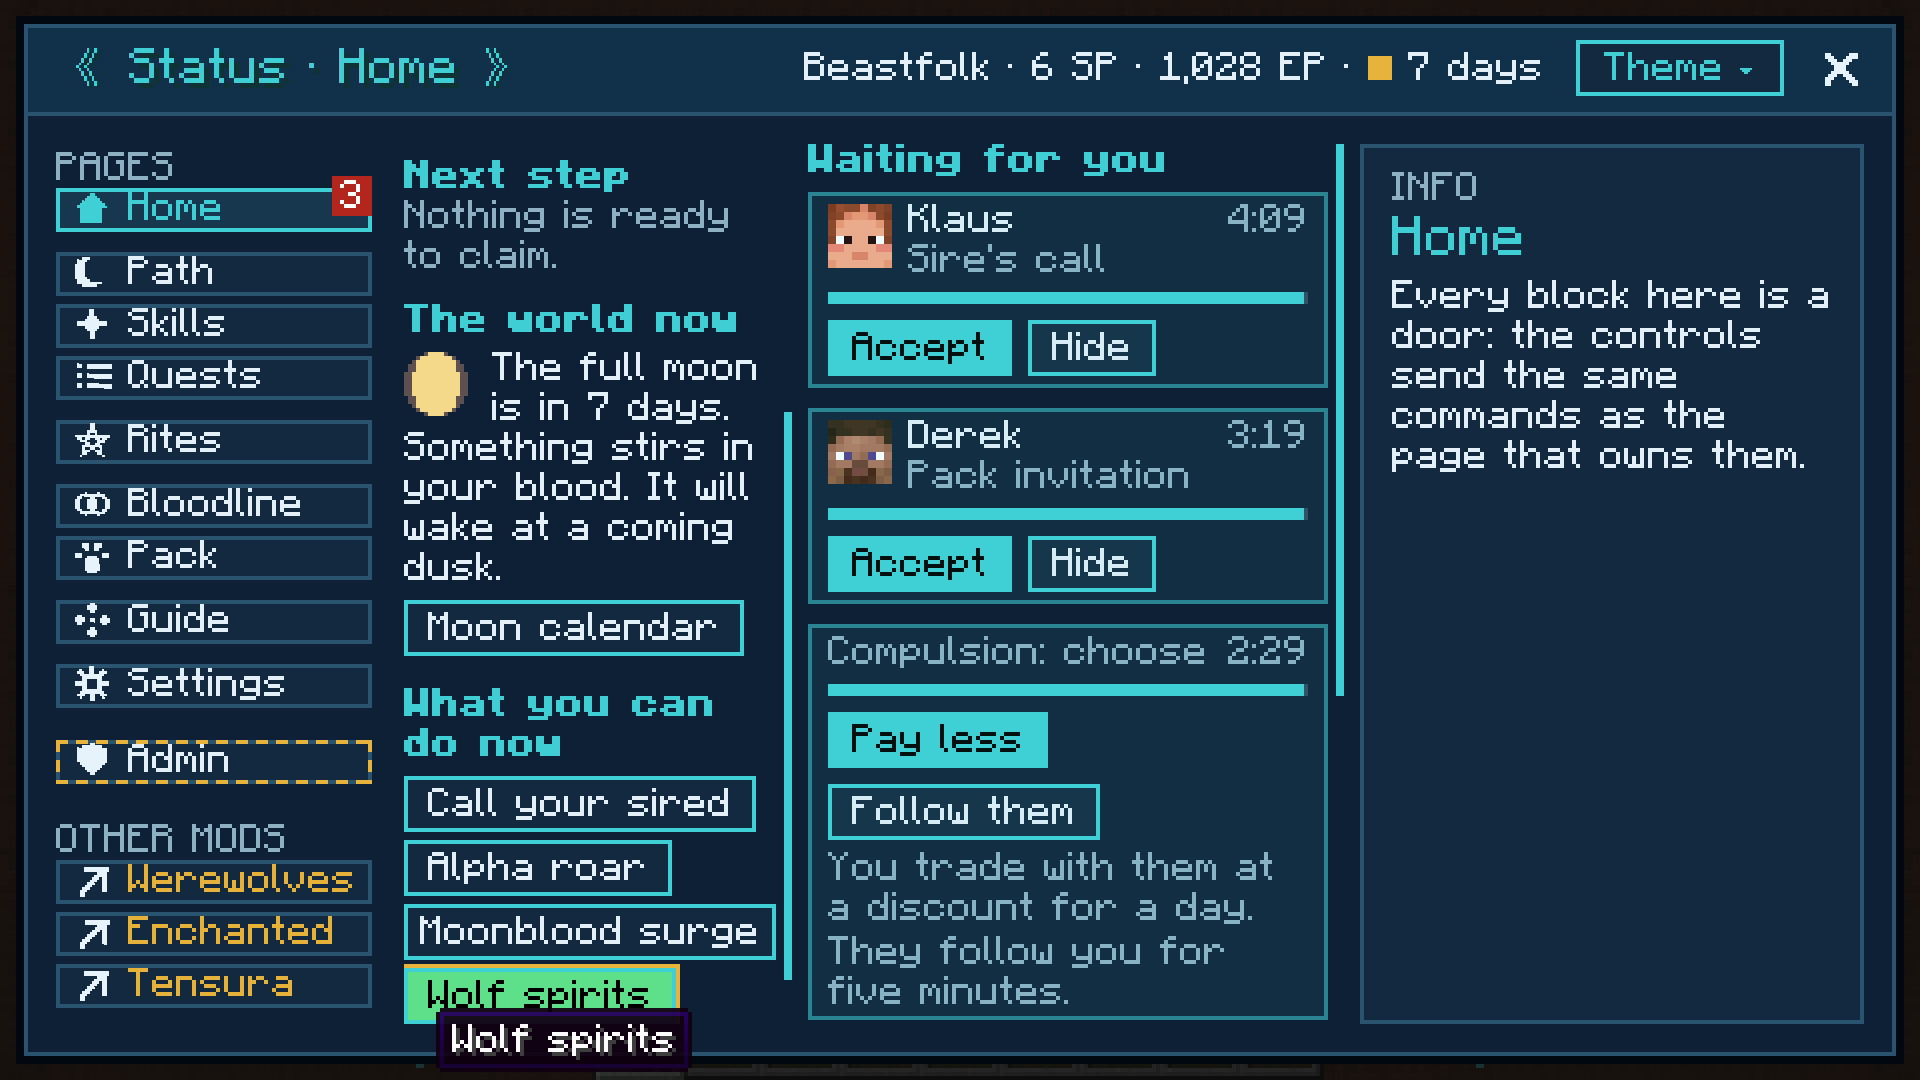 《 Status · Home 》
Beastfolk · 6 SP · 1,028 EP · 7 days
Theme
PAGES
Home
3
Path
Skills
Quests
Rites
Bloodline
Pack
Guide
Settings
Admin
OTHER MODS
Werewolves
Enchanted
Tensura
Next step
Nothing is ready
to claim.
The world now
The full moon
is in 7 days.
Something stirs in
your blood. It will
wake at a coming
dusk.
Moon calendar
What you can
do now
Call your sired
Alpha roar
Moonblood surge
Wolf spirits
Wolf spirits
Waiting for you
Klaus 4:09
Sire's call
Accept Hide
Derek 3:19
Pack invitation
Accept Hide
Compulsion: choose 2:29
Pay less
Follow them
You trade with them at
a discount for a day.
They follow you for
five minutes.
INFO
Home
Every block here is a
door: the controls
send the same
commands as the
page that owns them.